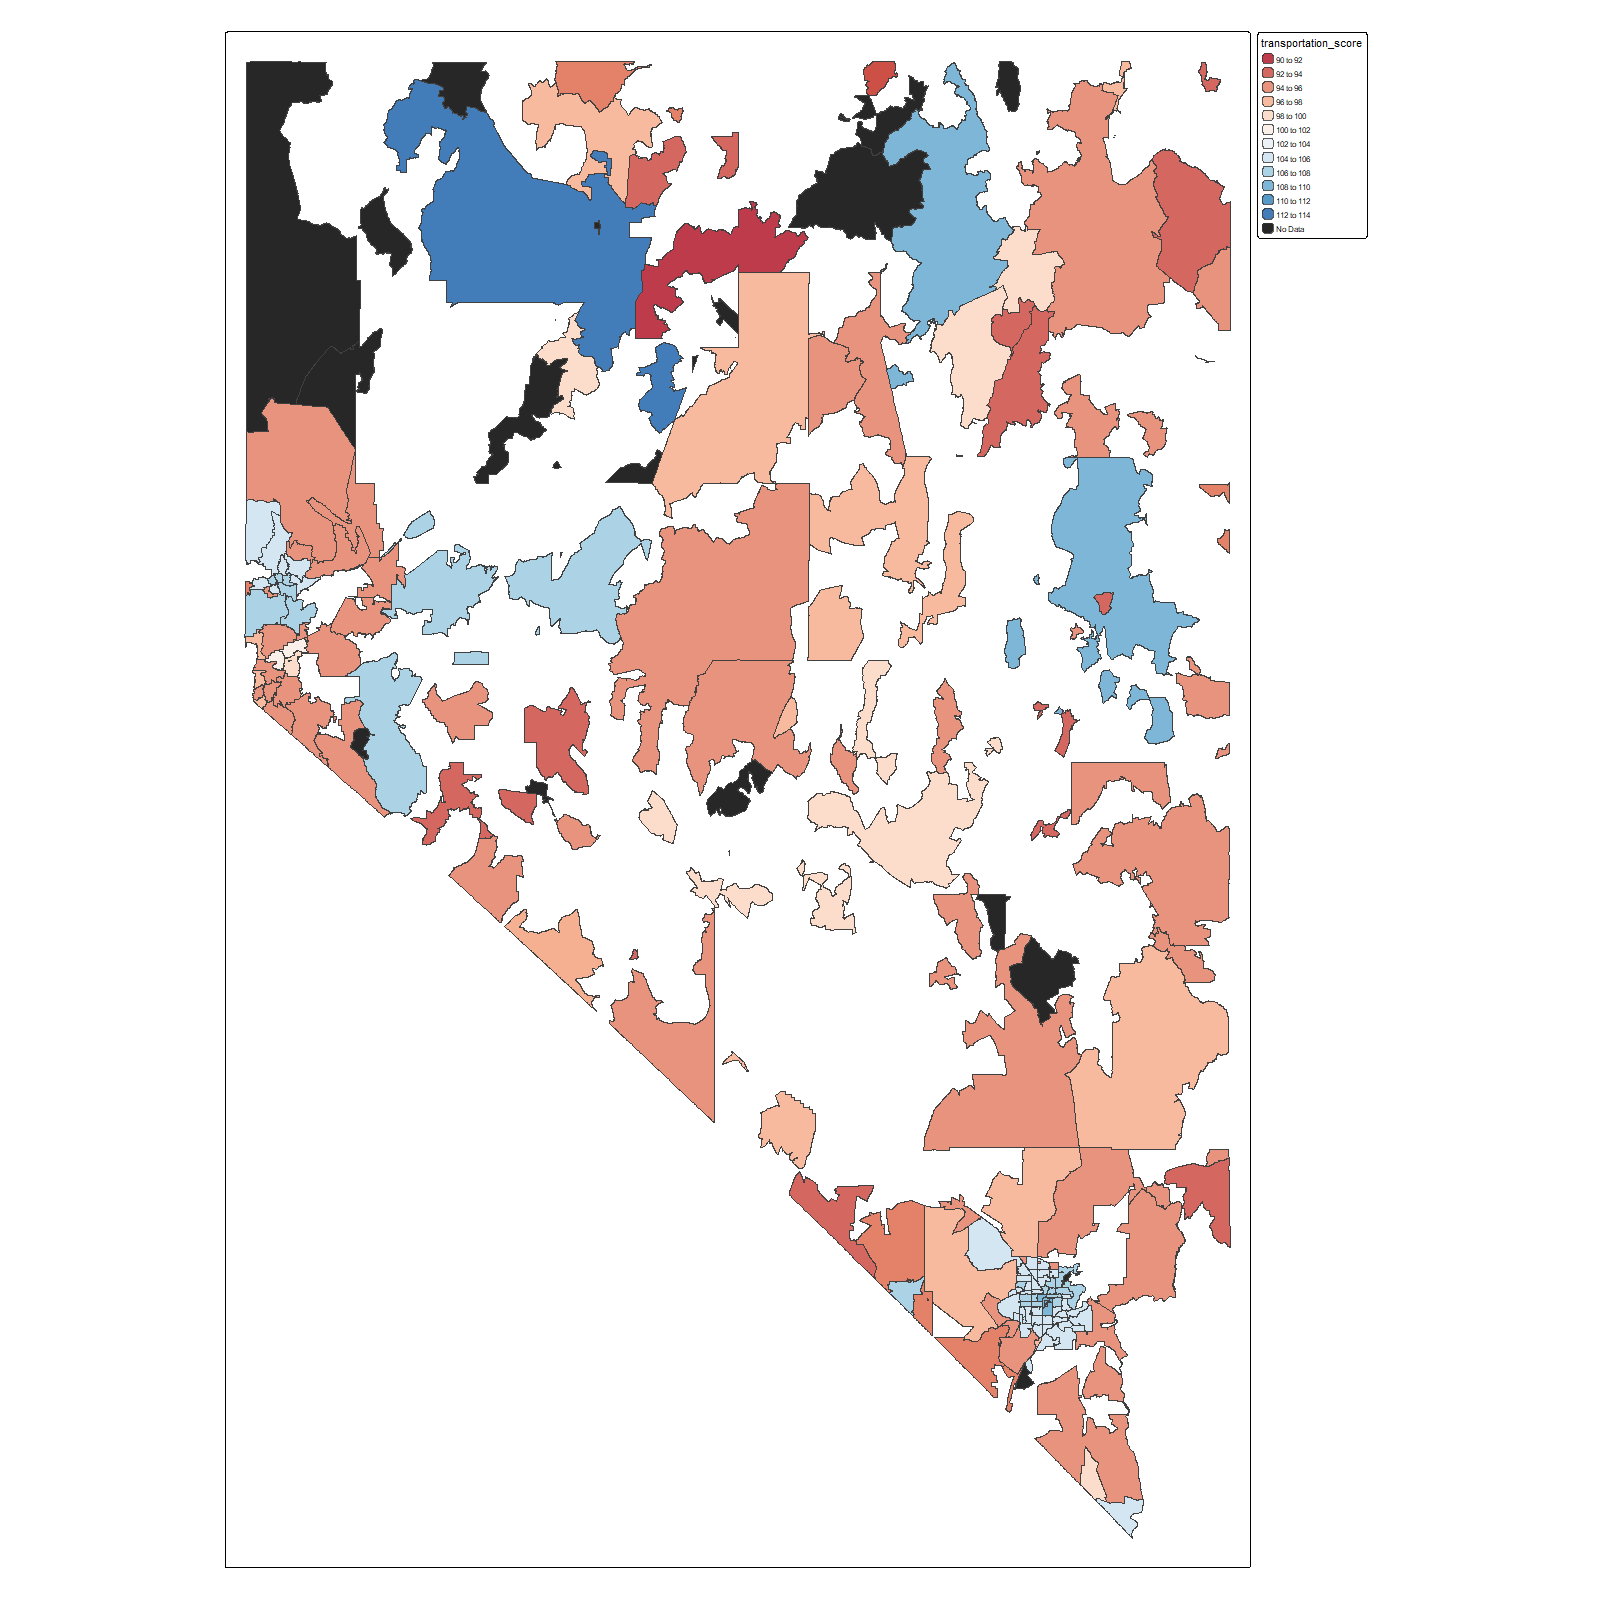 transportation_score
90 to 92
92 to 94
94 to 96
96 to 98
98 to 100
100 to 102
102 to 104
104 to 106
106 to 108
108 to 110
110 to 112
112 to 114
No Data